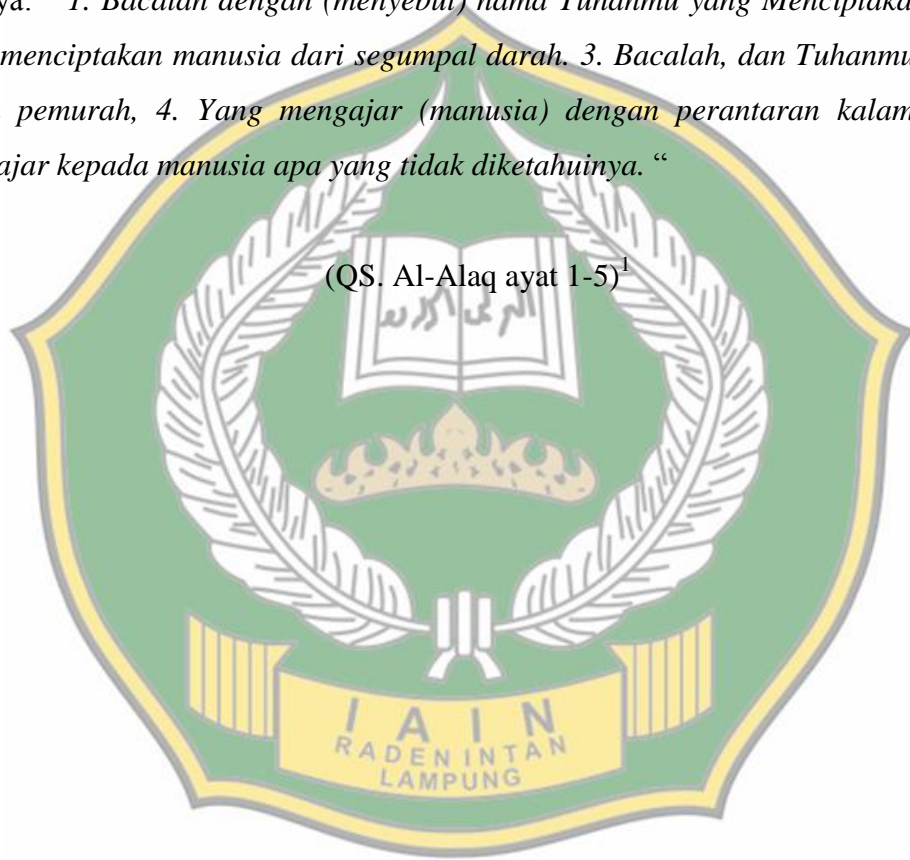 ya. " 1. Bacalah dengan (menyebut) nama Tuhanmu yang Menciptaka
menciptakan manusia dari segumpal darah. 3. Bacalah, dan Tuhanmu
pemurah, 4. Yang mengajar (manusia) dengan perantaran kalam
ajar kepada manusia apa yang tidak diketahuinya. "
(QS. Al-Alaq ayat 1-5)1
I A I N
RADEN INTAN
LAMPUNG